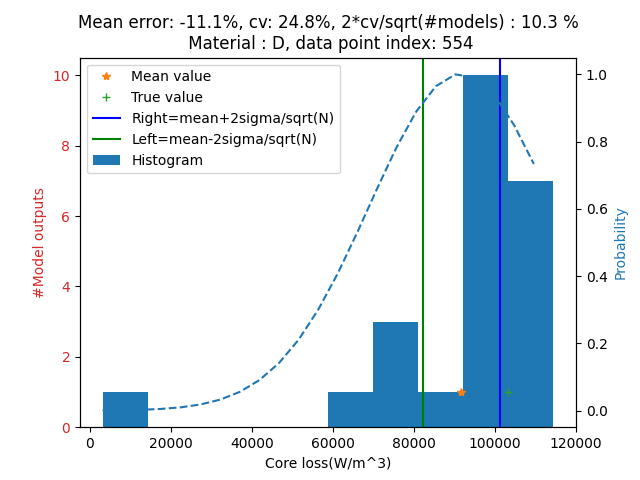 Mean error: -11.1%, cv: 24.8%, 2*cv/sqrt(#models) : 10.3 %
Material : D, data point index: 554
Mean value
True value
Right=mean+2sigma/sqrt(N)
Left=mean-2sigma/sqrt(N)
Histogram
#Model outputs
10
8
6
4
2
0
1.0
0.8
0.6
0.4
0.2
0.0
Probability
0
20000
40000
60000
80000
100000
120000
Core loss(W/m^3)